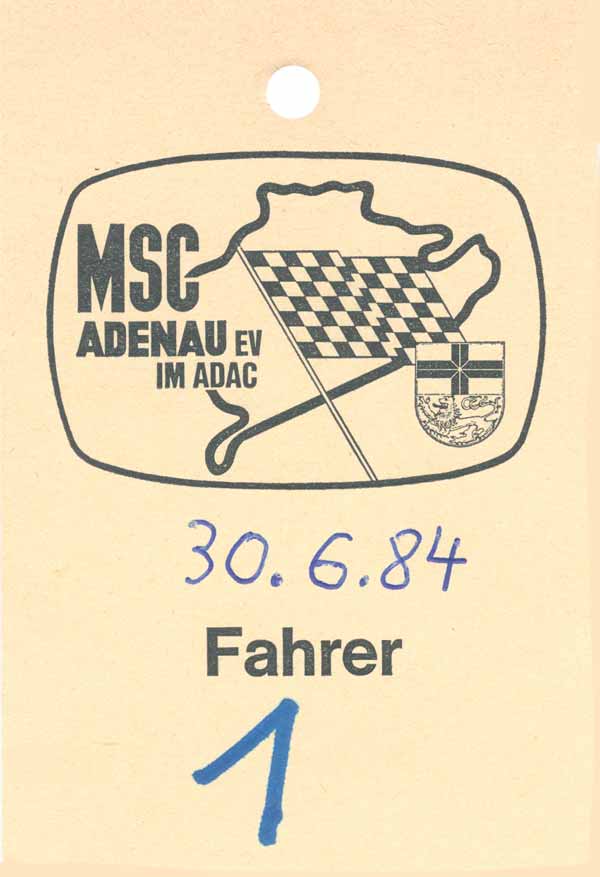 MSC
ADENAU EV
IM ADAC
30.6.84
Fahrer
1